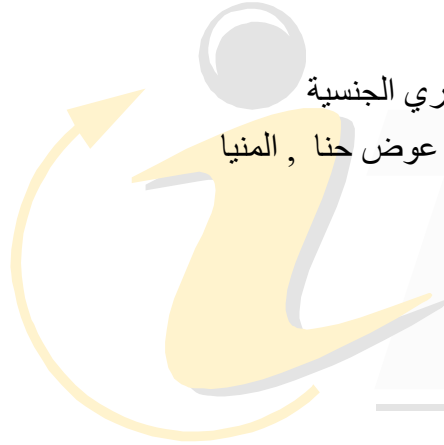 ري الجنسية
عوض حنا , المنيا